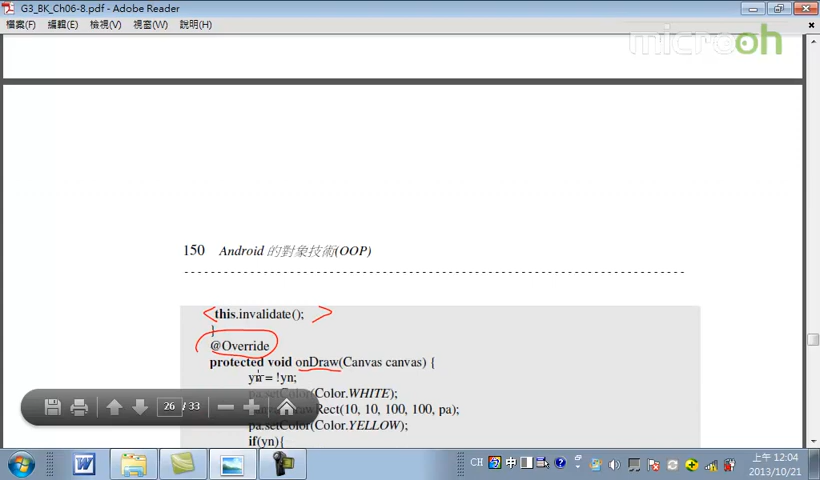 G3_BK_Ch06-8.pdf - Adobe Reader
檔案(F) 編輯(E) 檢視(V) 視窗(W) 說明(H)
microoh
150 Android 的對象技術(OOP)
this.invalidate();
}
@Override
protected void onDraw(Canvas canvas) {
yn = !yn;
pa.setColor(Color.WHITE);
Rect(10, 10, 100, 100, pa);
pa.setColor(Color.YELLOW);
if(yn){
26 / 33
CH 中
上午 12:04
2013/10/21